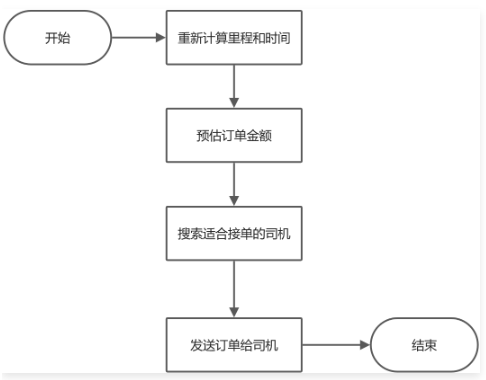 开始
重新计算里程和时间
预估订单金额
搜索适合接单的司机
发送订单给司机
结束